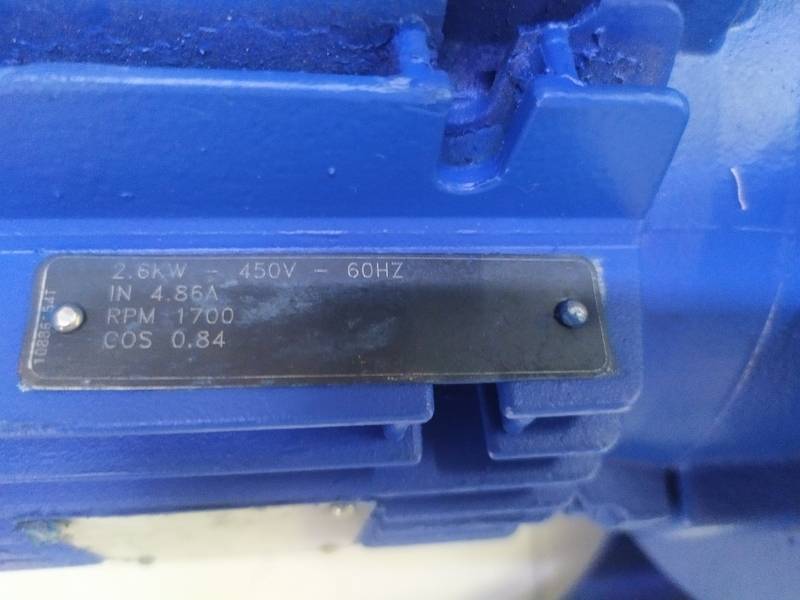 2.6KW - 450V - 60HZ
IN 4.86A
RPM 1700
COS 0.84